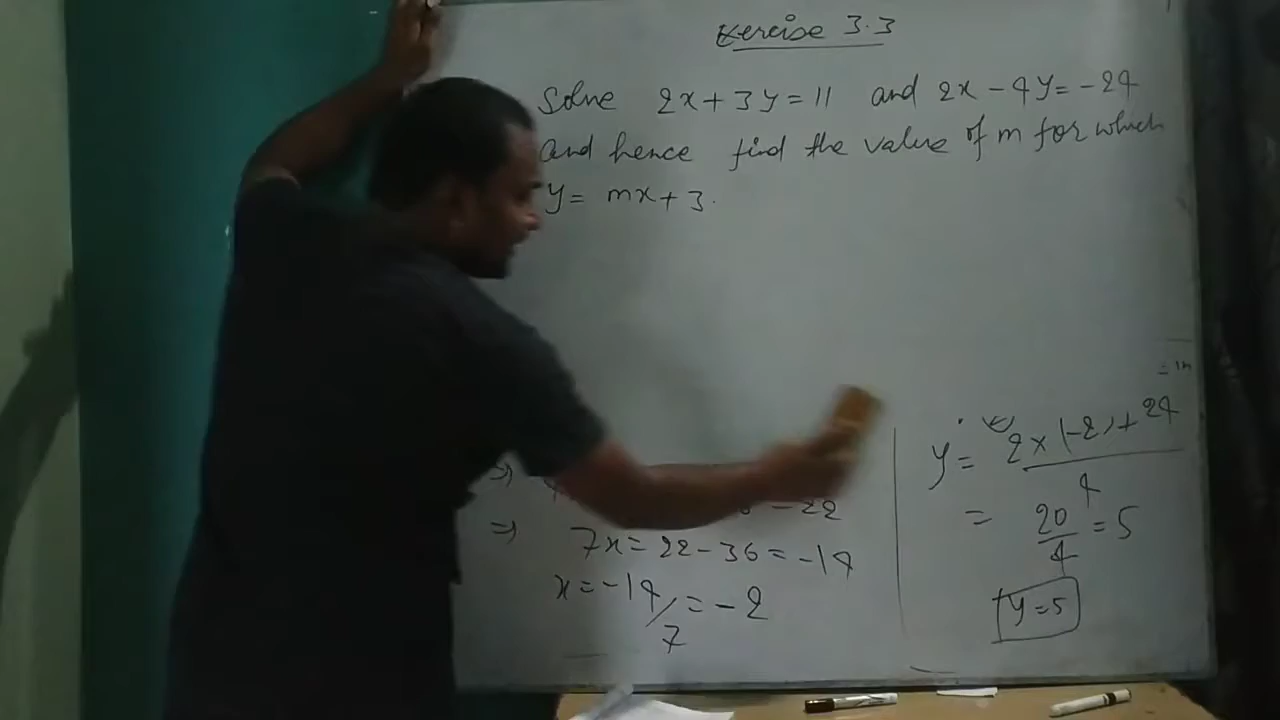 Exercise 3.3
Solve 2x + 3y = 11 and 2x - 4y = -24
and hence find the value of m for which
y = mx + 3.
⇒
⇒ 7x = 22 - 36 = -14
x = -14/7 = -2
y = 2x(-2) + 24 / 4
= 20/4 = 5
y = 5